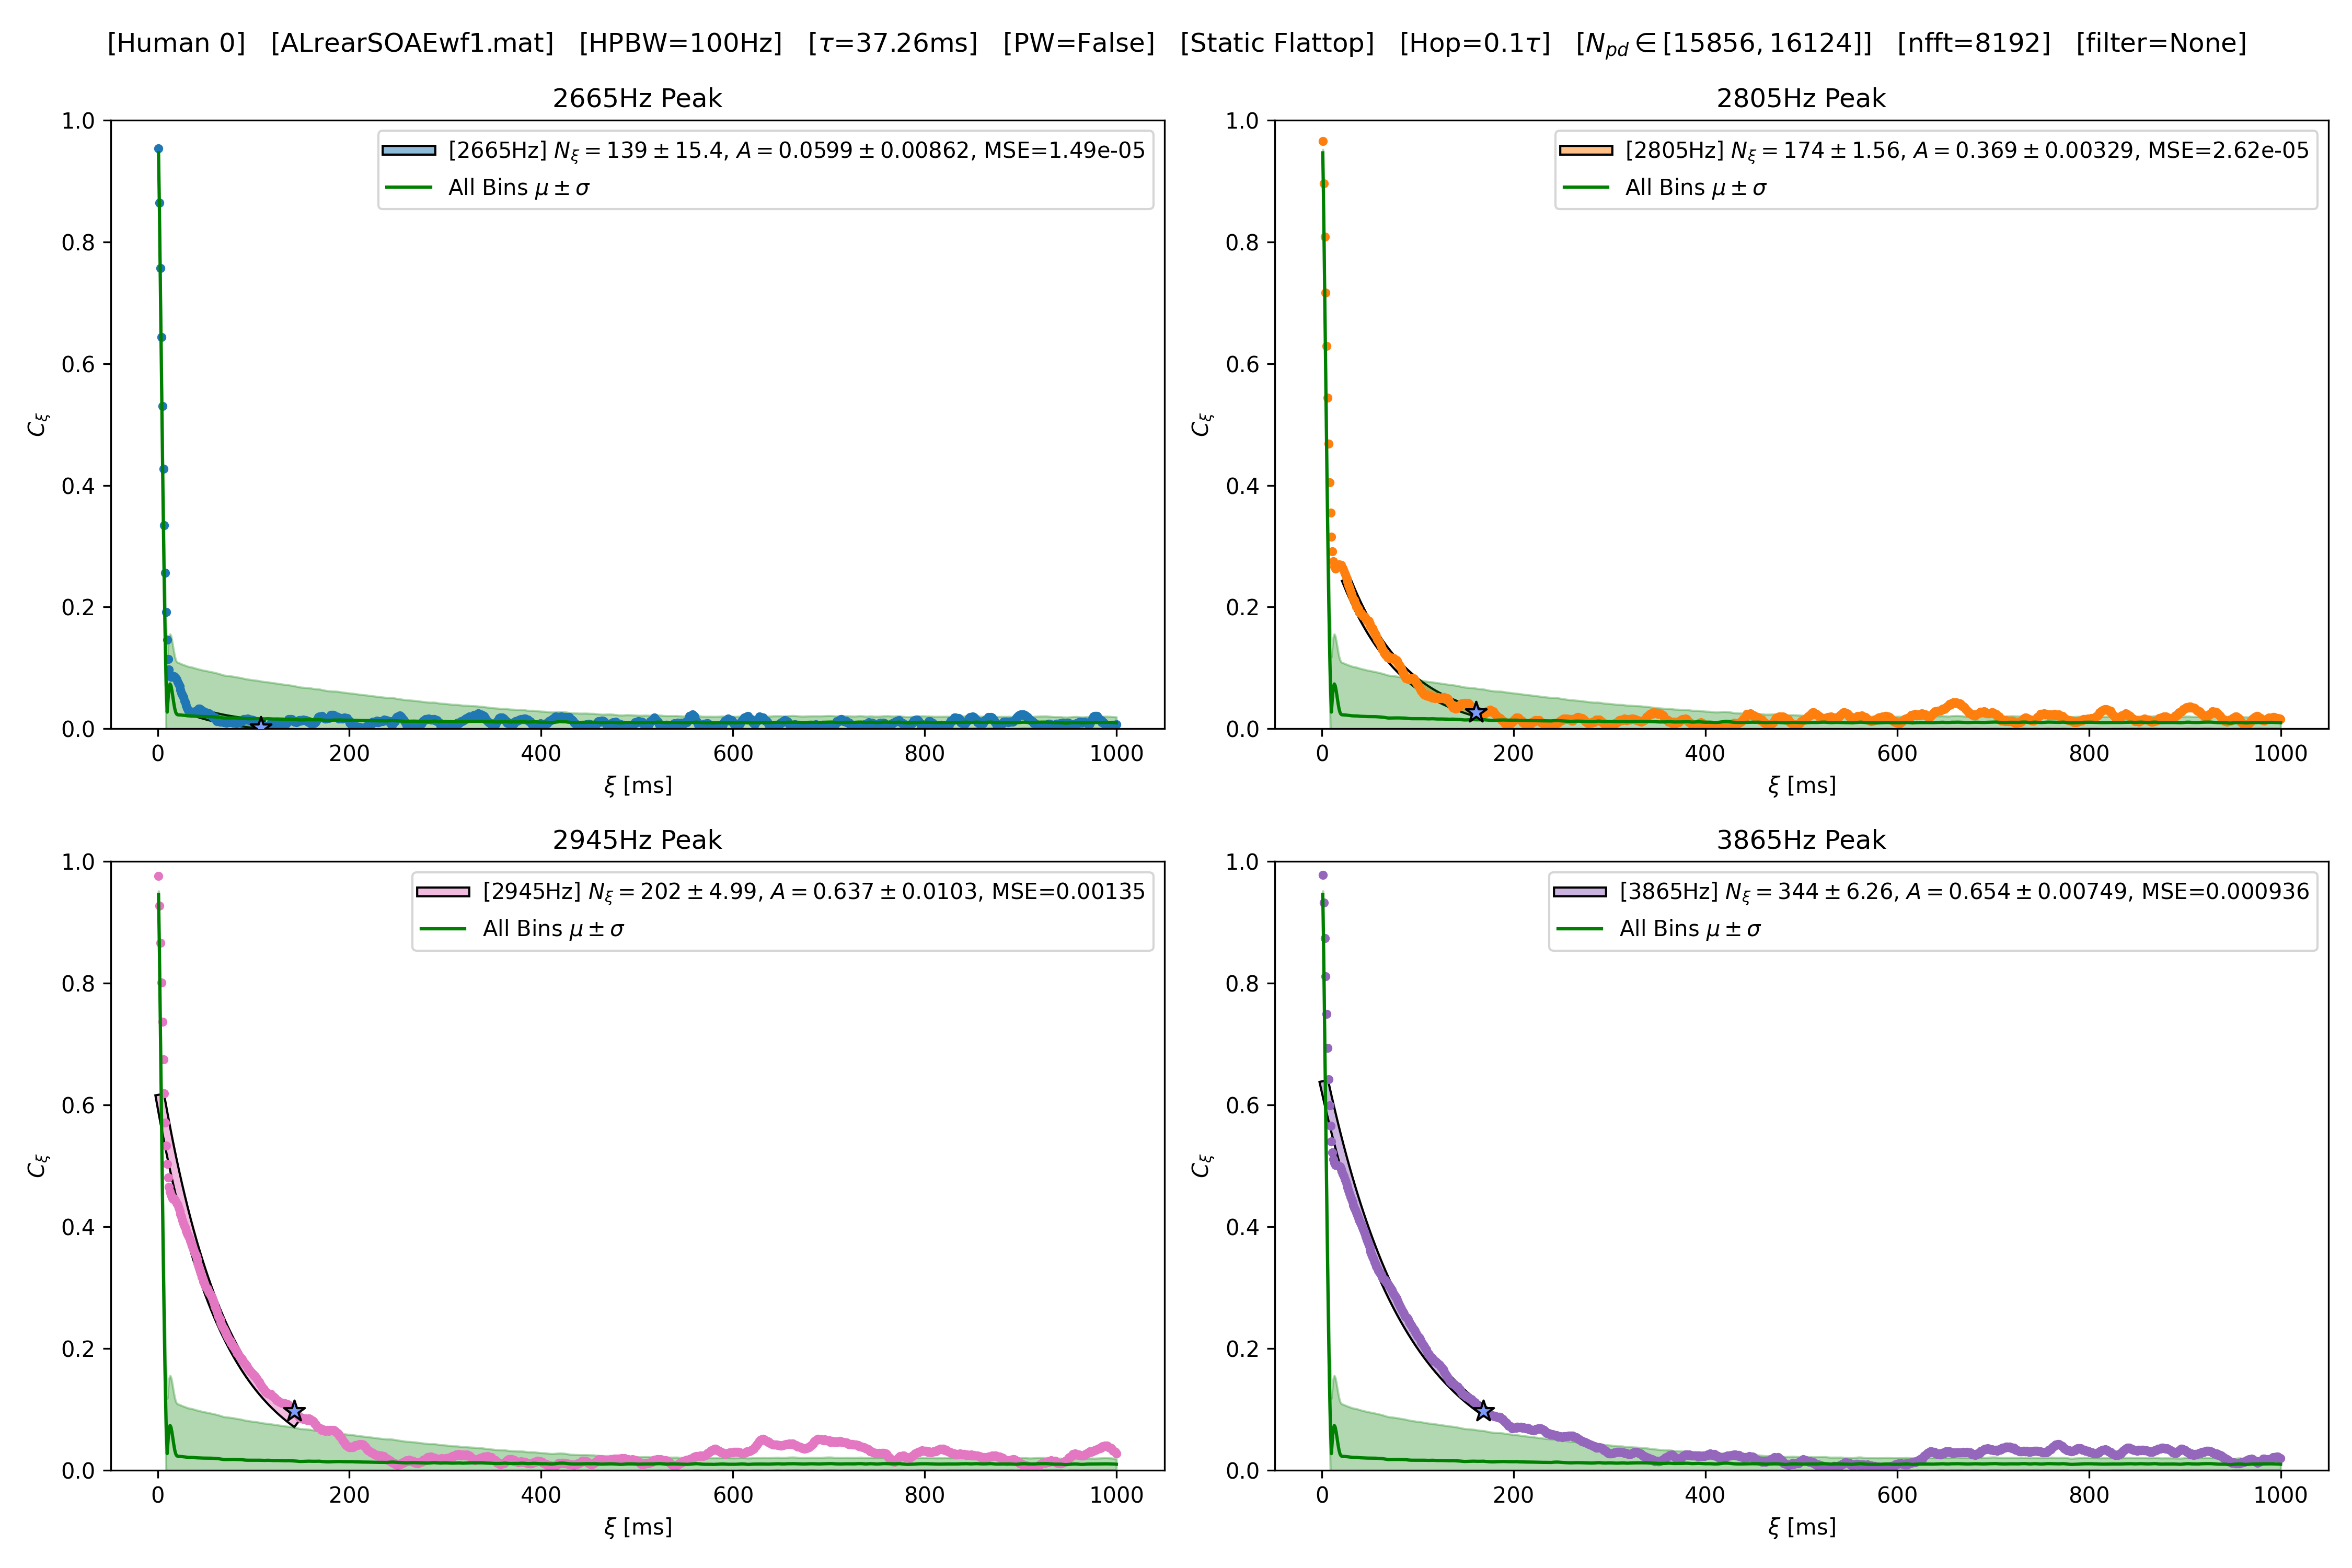 [Human 0] [ALrearSOAEwf1.mat] [HPBW=100Hz] [τ=37.26ms] [PW=False] [Static Flattop] [Hop=0.1τ] [N_pd ∈ [15856, 16124]] [nfft=8192] [filter=None]
2665Hz Peak
[2665Hz] N_ξ = 139 ± 15.4, A = 0.0599 ± 0.00862, MSE=1.49e-05
All Bins μ ± σ
1.0
0.8
0.6
0.4
0.2
0.0
C_ξ
0 200 400 600 800 1000
ξ [ms]
2805Hz Peak
[2805Hz] N_ξ = 174 ± 1.56, A = 0.369 ± 0.00329, MSE=2.62e-05
All Bins μ ± σ
1.0
0.8
0.6
0.4
0.2
0.0
C_ξ
0 200 400 600 800 1000
ξ [ms]
2945Hz Peak
[2945Hz] N_ξ = 202 ± 4.99, A = 0.637 ± 0.0103, MSE=0.00135
All Bins μ ± σ
1.0
0.8
0.6
0.4
0.2
0.0
C_ξ
0 200 400 600 800 1000
ξ [ms]
3865Hz Peak
[3865Hz] N_ξ = 344 ± 6.26, A = 0.654 ± 0.00749, MSE=0.000936
All Bins μ ± σ
1.0
0.8
0.6
0.4
0.2
0.0
C_ξ
0 200 400 600 800 1000
ξ [ms]